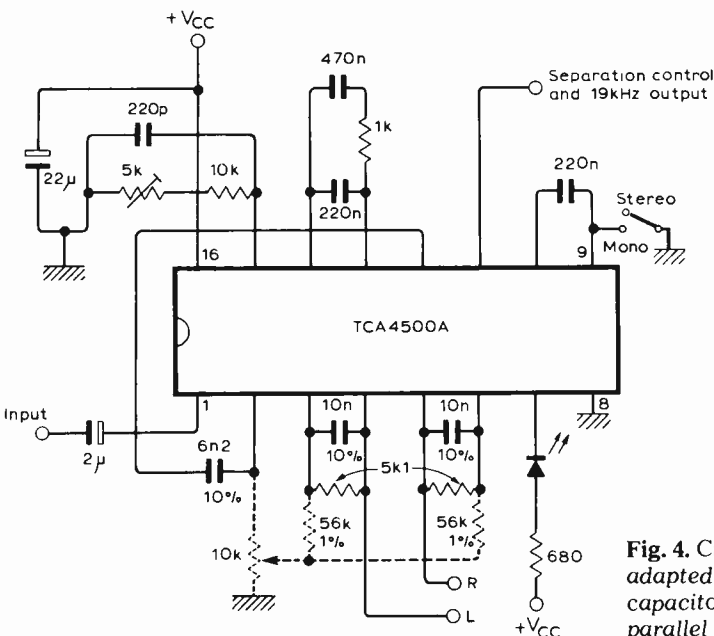 +VCC
470n
Separation control
and 19kHz output
220p
1k
5k
10k
22µ
220n
220n
Stereo
Mono
16
9
TCA4500A
Input
1
8
2µ
6n2
10%
10n
10%
10n
10%
5k1
56k
1%
56k
1%
10k
680
R
L
+VCC
Fig. 4. C
adapted
capacito
parallel